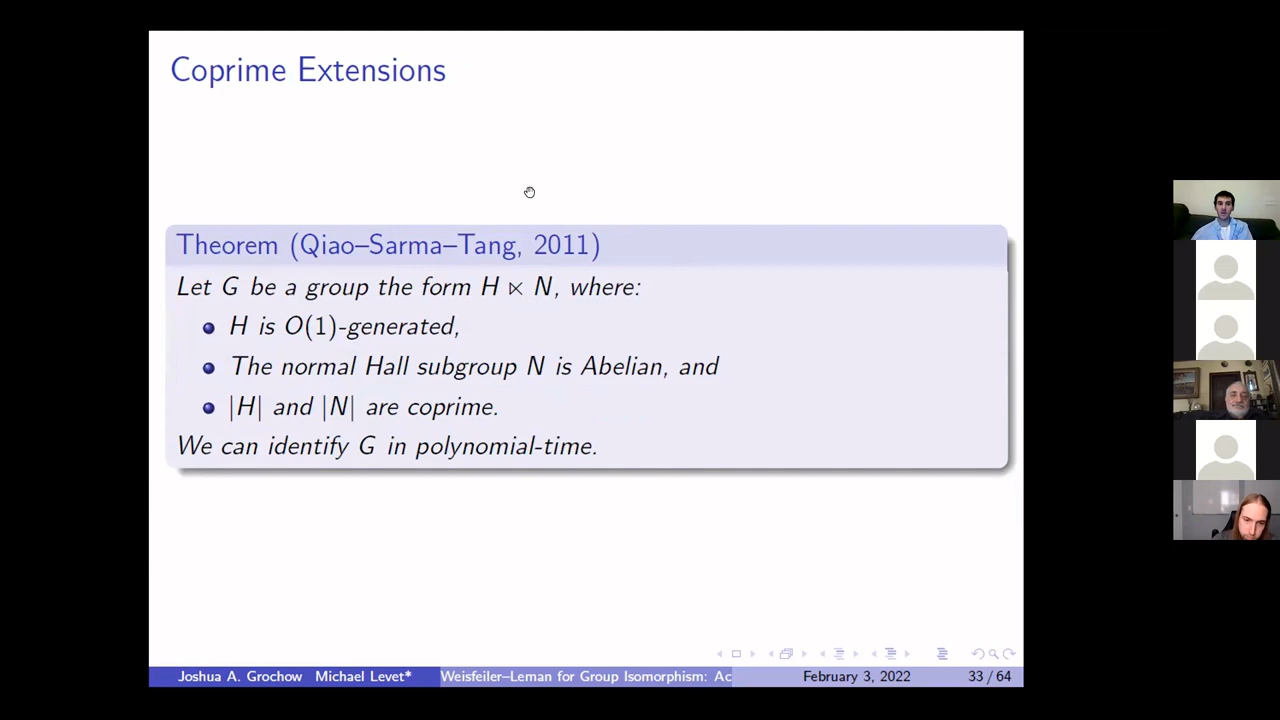 Coprime Extensions
Theorem (Qiao–Sarma–Tang, 2011)
Let G be a group the form H ⋉ N, where:
H is O(1)-generated,
The normal Hall subgroup N is Abelian, and
|H| and |N| are coprime.
We can identify G in polynomial-time.
Joshua A. Grochow Michael Levet* Weisfeiler–Leman for Group Isomorphism: Ac February 3, 2022 33 / 64